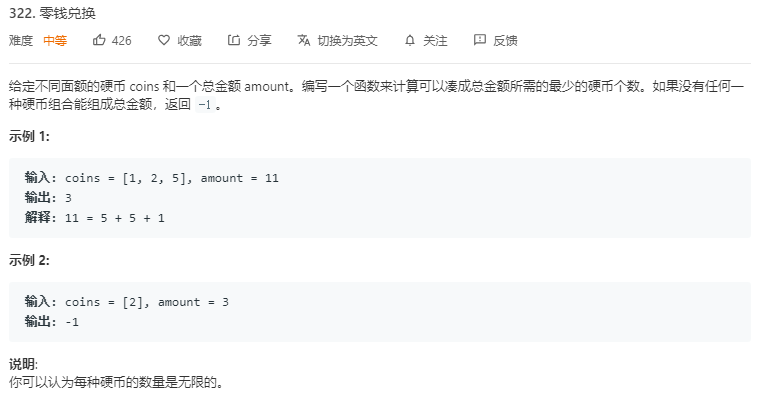 322. 零钱兑换
难度 中等 426 收藏 分享 切换为英文 关注 反馈
给定不同面额的硬币 coins 和一个总金额 amount。编写一个函数来计算可以凑成总金额所需的最少的硬币个数。如果没有任何一
种硬币组合能组成总金额，返回 -1 。
示例 1:
输入: coins = [1, 2, 5], amount = 11
输出: 3
解释: 11 = 5 + 5 + 1
示例 2:
输入: coins = [2], amount = 3
输出: -1
说明:
你可以认为每种硬币的数量是无限的。